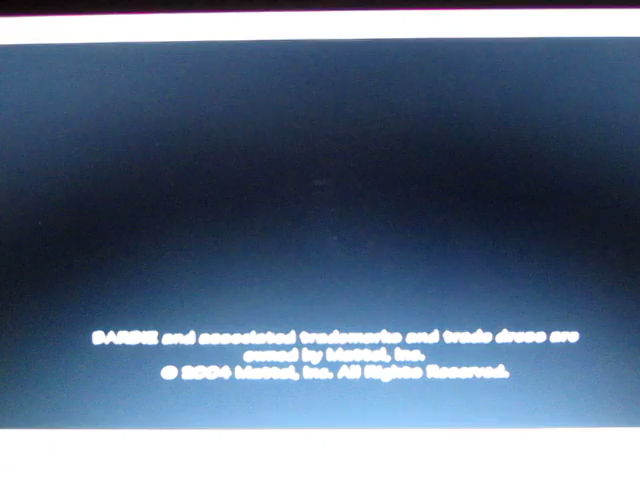 BARBIE and associated trademarks and trade dress are
owned by Mattel, Inc.
© 2004 Mattel, Inc. All Rights Reserved.